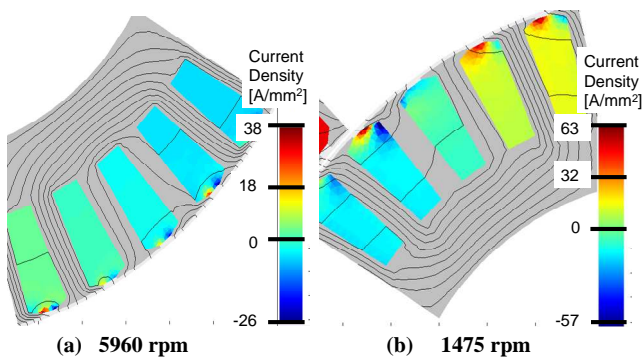 Current
Density
[A/mm²]
38
18
0
-26
Current
Density
[A/mm²]
63
32
0
-57
(a) 5960 rpm
(b) 1475 rpm